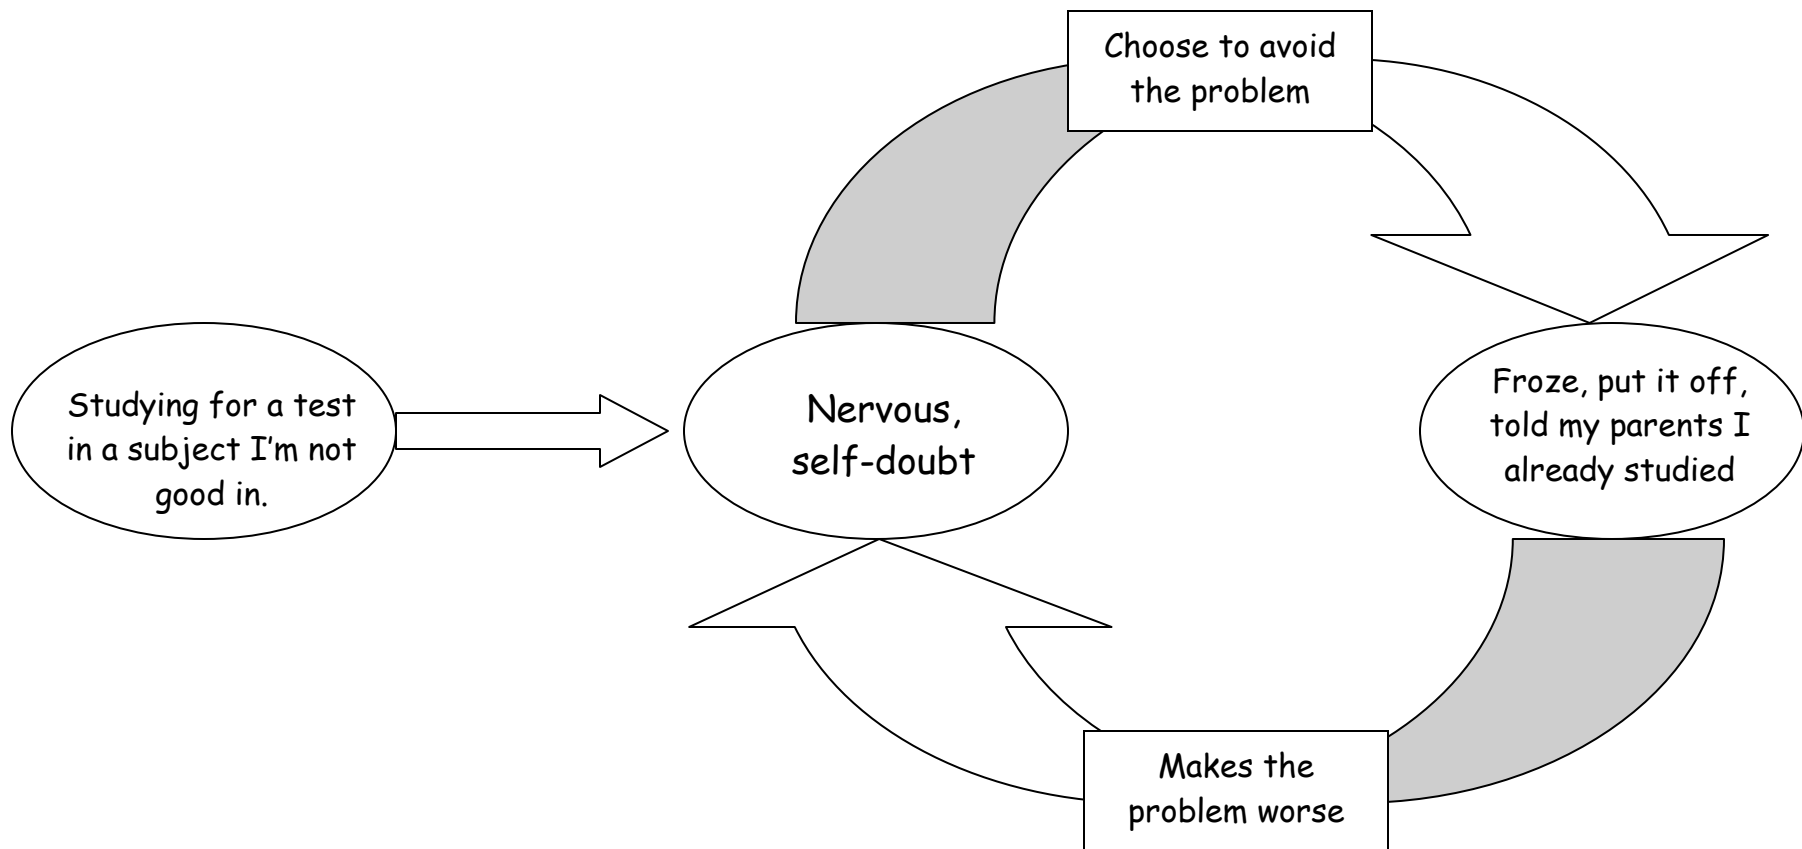 Choose to avoid
the problem
Studying for a test
in a subject I'm not
good in.
Nervous,
self-doubt
Froze, put it off,
told my parents I
already studied
Makes the
problem worse